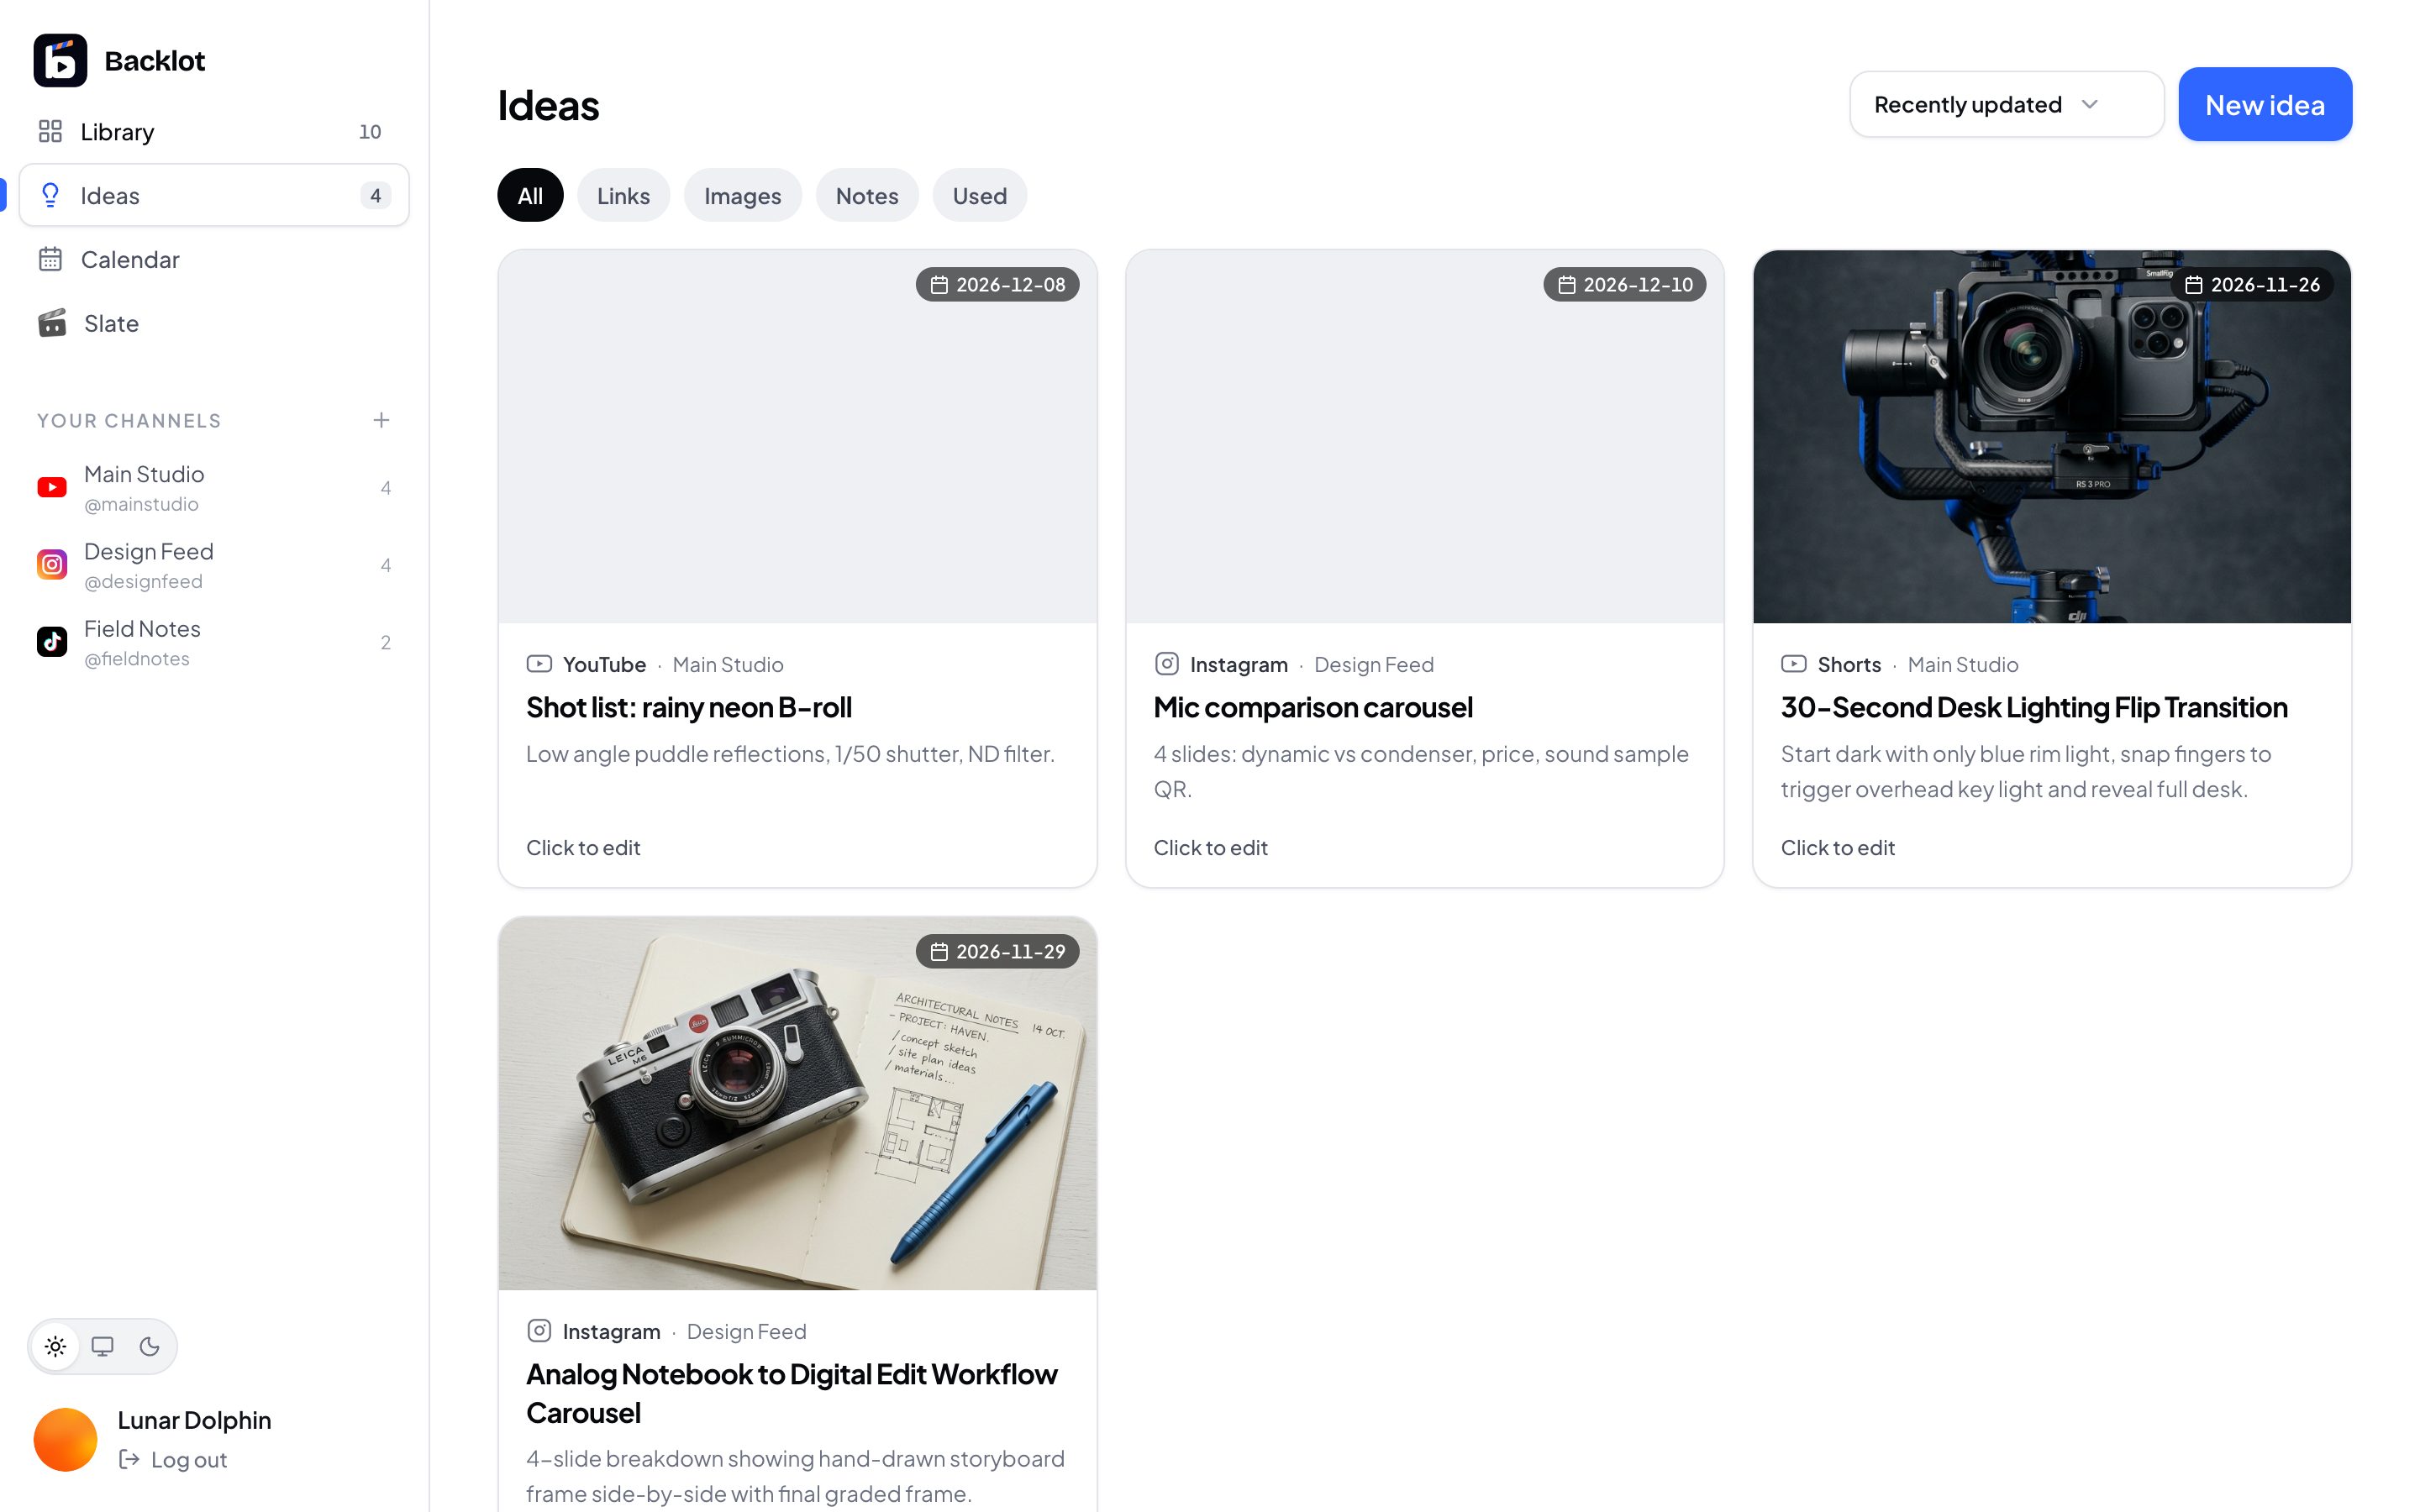 Backlot
Library 10
Ideas 4
Calendar
Slate
YOUR CHANNELS
Main Studio
@mainstudio
4
Design Feed
@designfeed
4
Field Notes
@fieldnotes
2
Lunar Dolphin
Log out
Ideas
Recently updated
New idea
All Links Images Notes Used
2026-12-08
YouTube · Main Studio
Shot list: rainy neon B-roll
Low angle puddle reflections, 1/50 shutter, ND filter.
Click to edit
2026-12-10
Instagram · Design Feed
Mic comparison carousel
4 slides: dynamic vs condenser, price, sound sample
QR.
Click to edit
SmallRig
2026-11-26
RS 3 PRO
dji
Shorts · Main Studio
30-Second Desk Lighting Flip Transition
Start dark with only blue rim light, snap fingers to
trigger overhead key light and reveal full desk.
Click to edit
2026-11-29
LEICA
M6
Leica
ARCHITECTURAL NOTES 14 OCT.
- PROJECT: HAVEN.
/ concept sketch
/ site plan ideas
/ materials...
Instagram · Design Feed
Analog Notebook to Digital Edit Workflow
Carousel
4-slide breakdown showing hand-drawn storyboard
frame side-by-side with final graded frame.